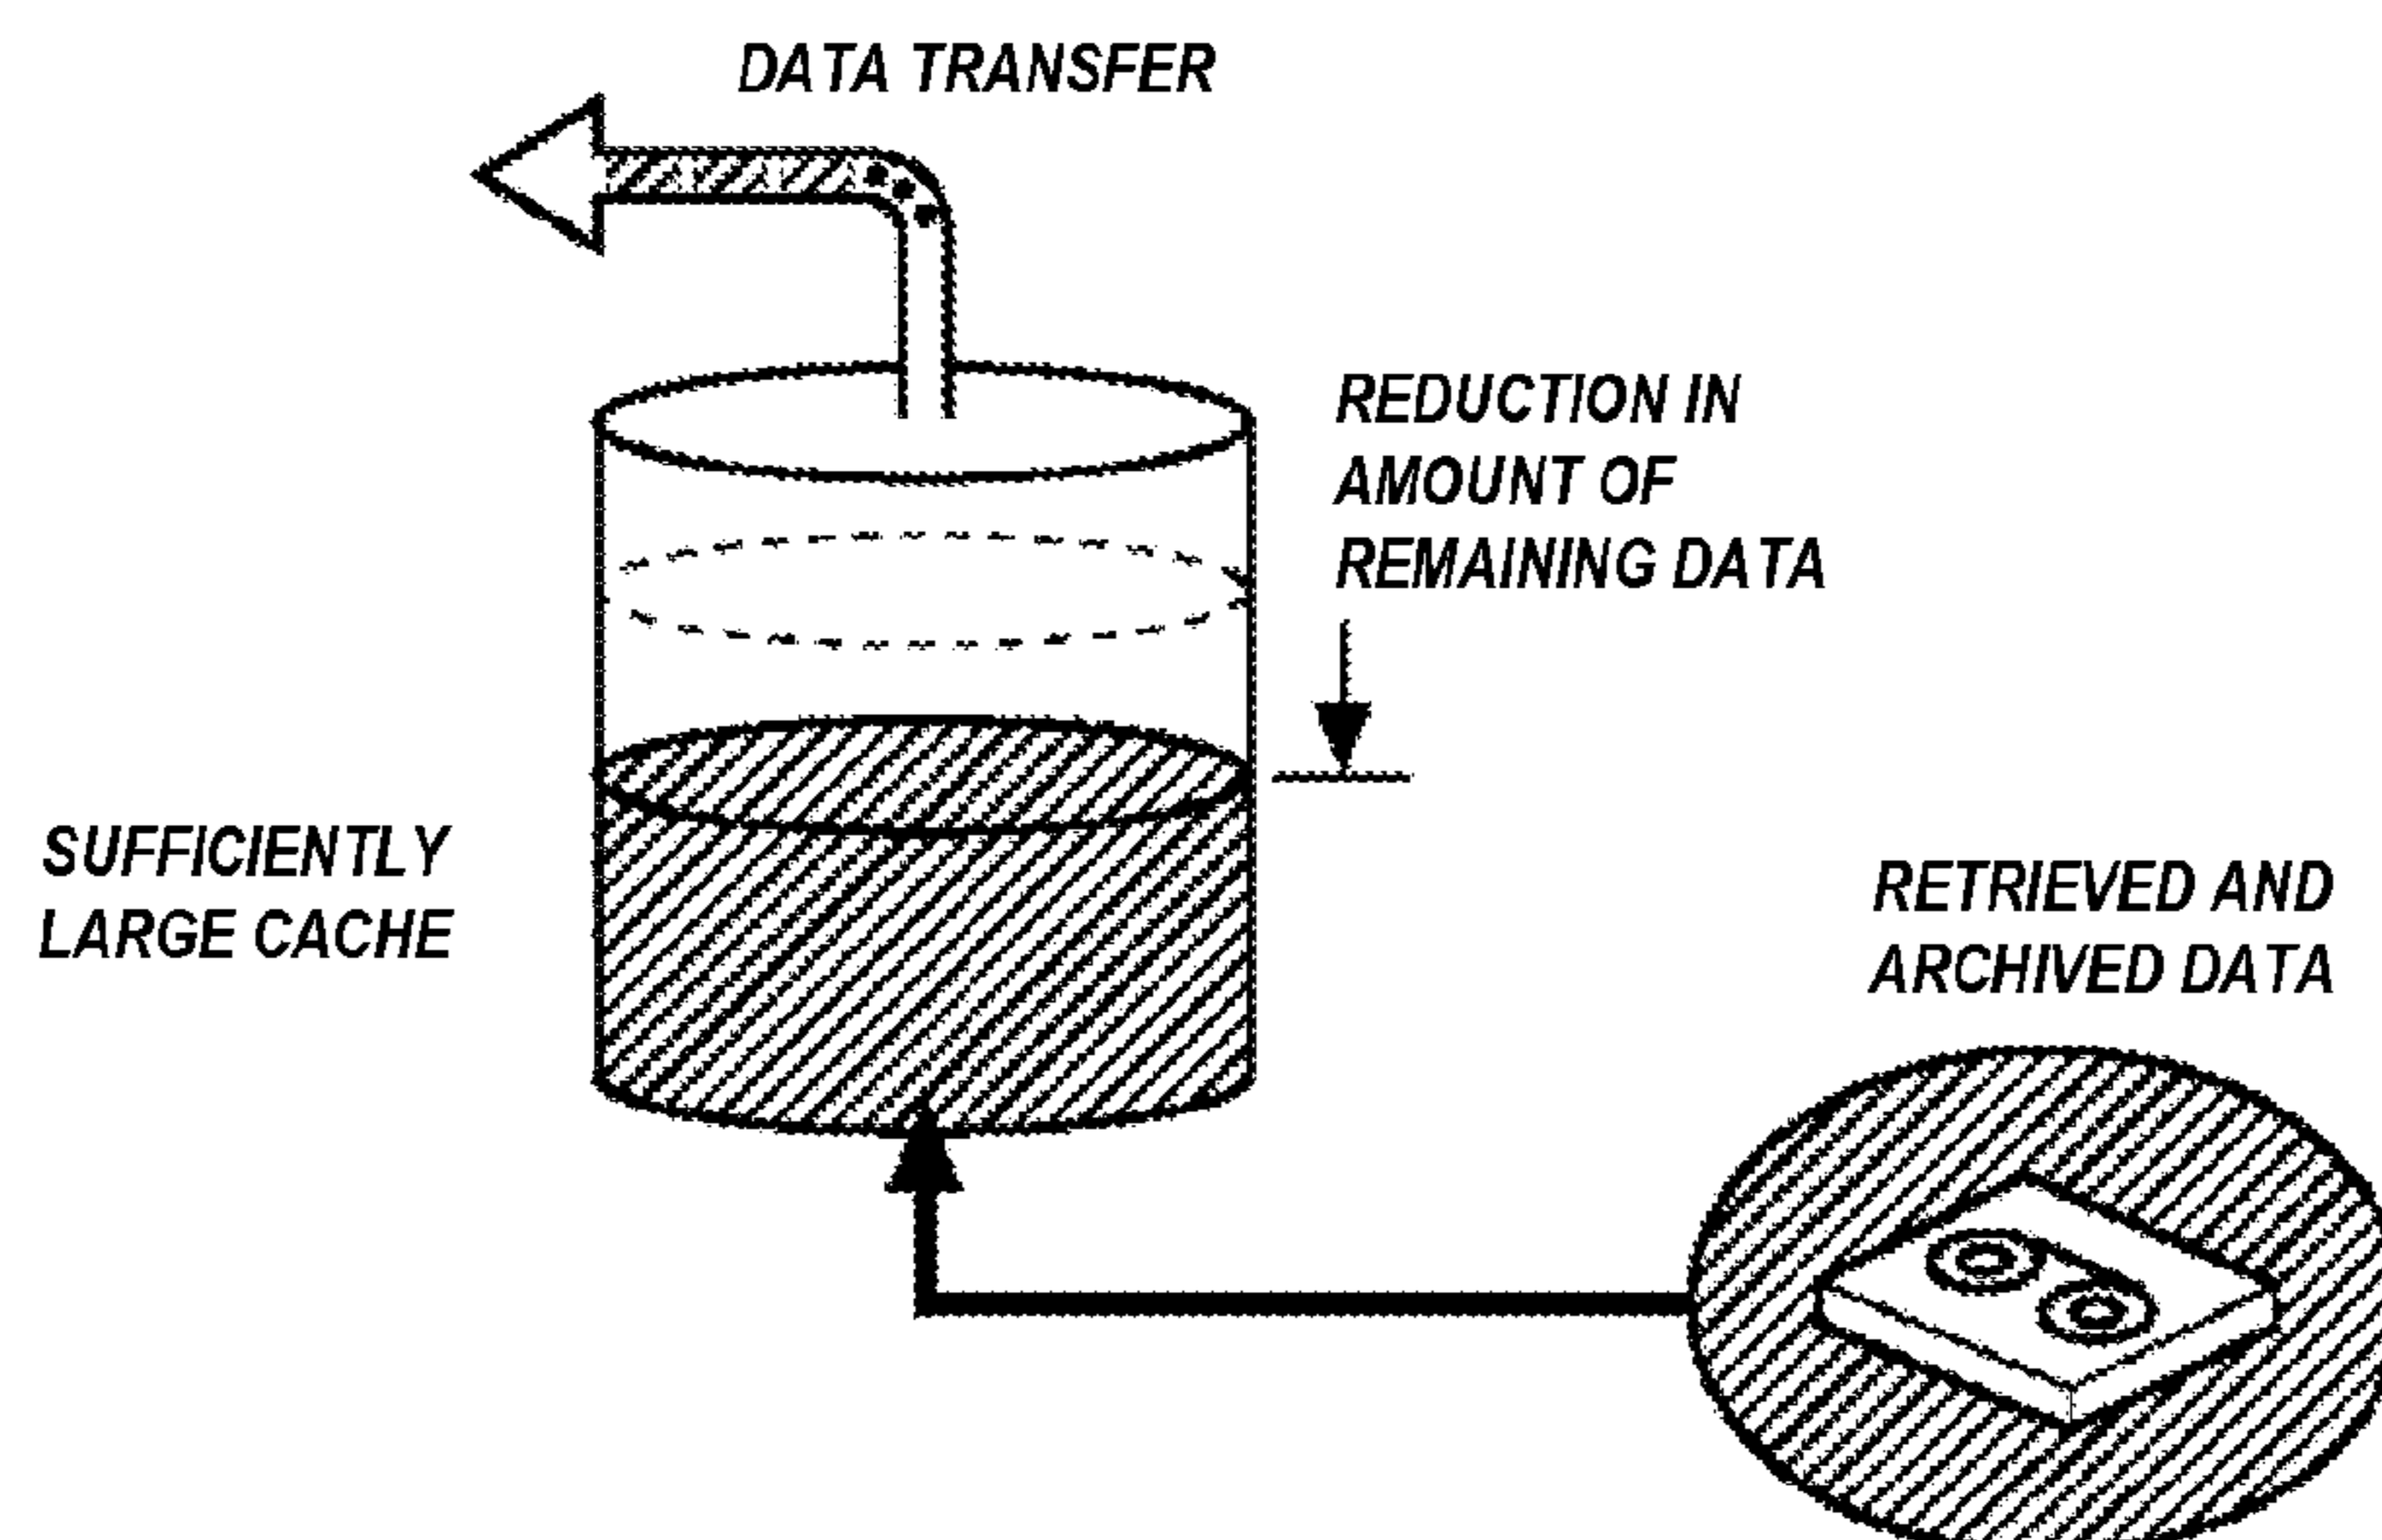 DATA TRANSFER
REDUCTION IN
AMOUNT OF
REMAINING DATA
SUFFICIENTLY
LARGE CACHE
RETRIEVED AND
ARCHIVED DATA